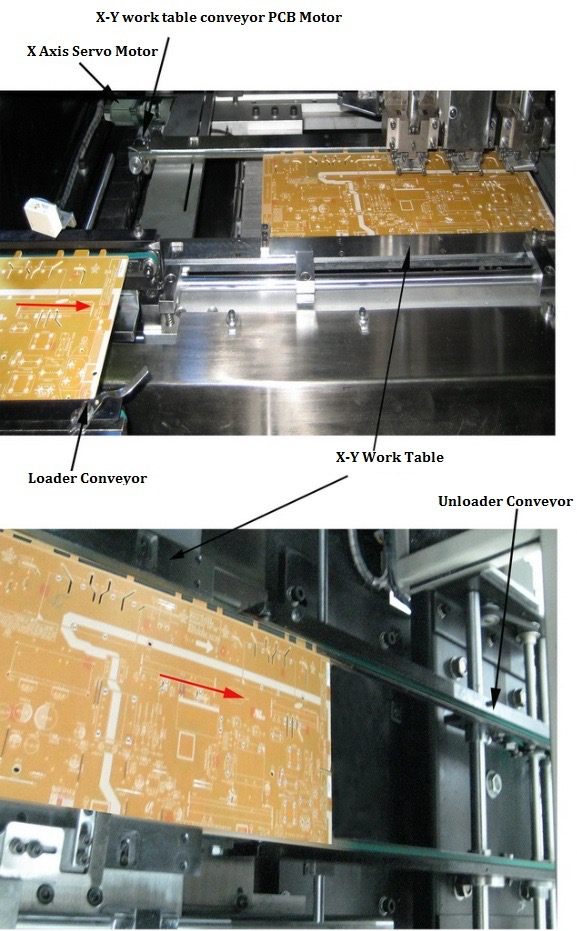 X-Y work table conveyor PCB Motor
X Axis Servo Motor
Loader Conveyor
X-Y Work Table
Unloader Conveyor